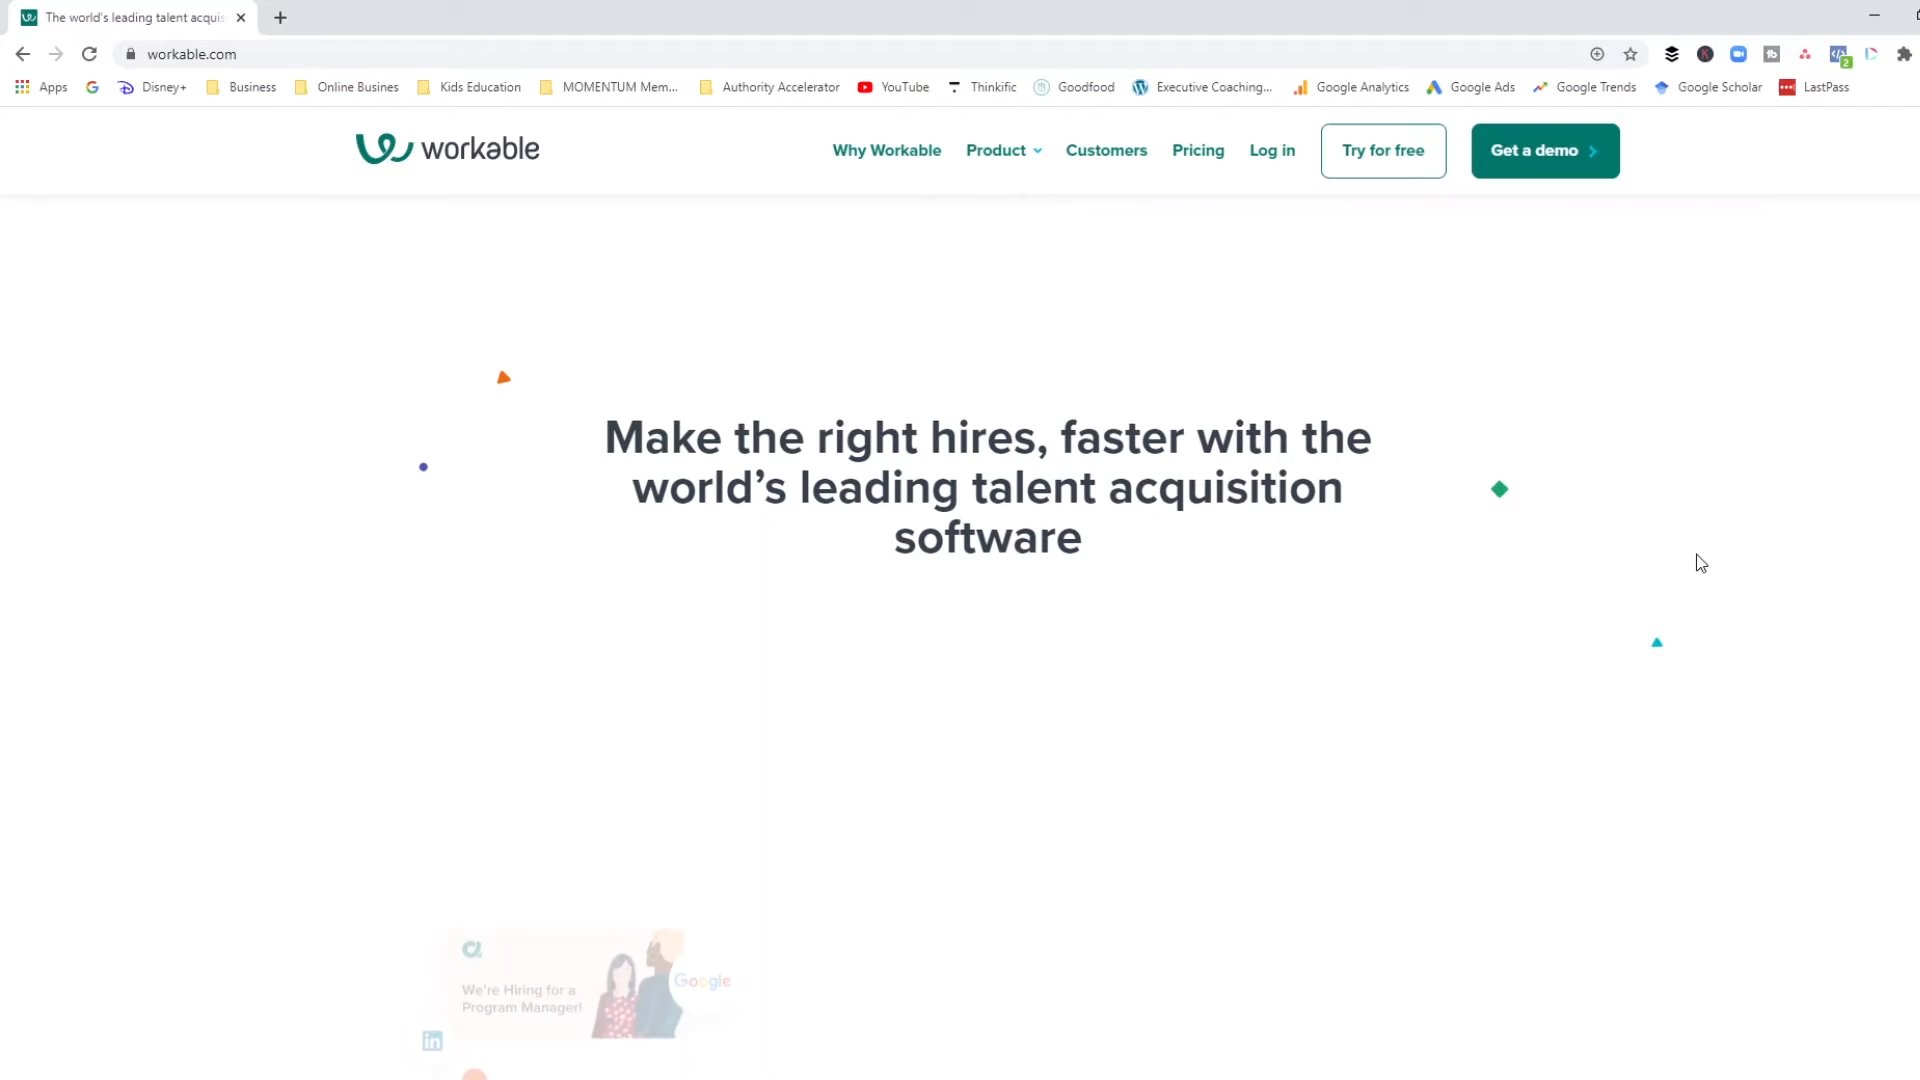 The world's leading talent acquis
workable.com
2
Apps
Disney+
Business
Online Busines
Kids Education
MOMENTUM Mem...
Authority Accelerator
YouTube
Thinkific
Goodfood
Executive Coaching...
Google Analytics
Google Ads
Google Trends
Google Scholar
LastPass
workable
Why Workable
Product
Customers
Pricing
Log in
Try for free
Get a demo
Make the right hires, faster with the
world's leading talent acquisition
software
We're Hiring for a
Program Manager!
Google
in